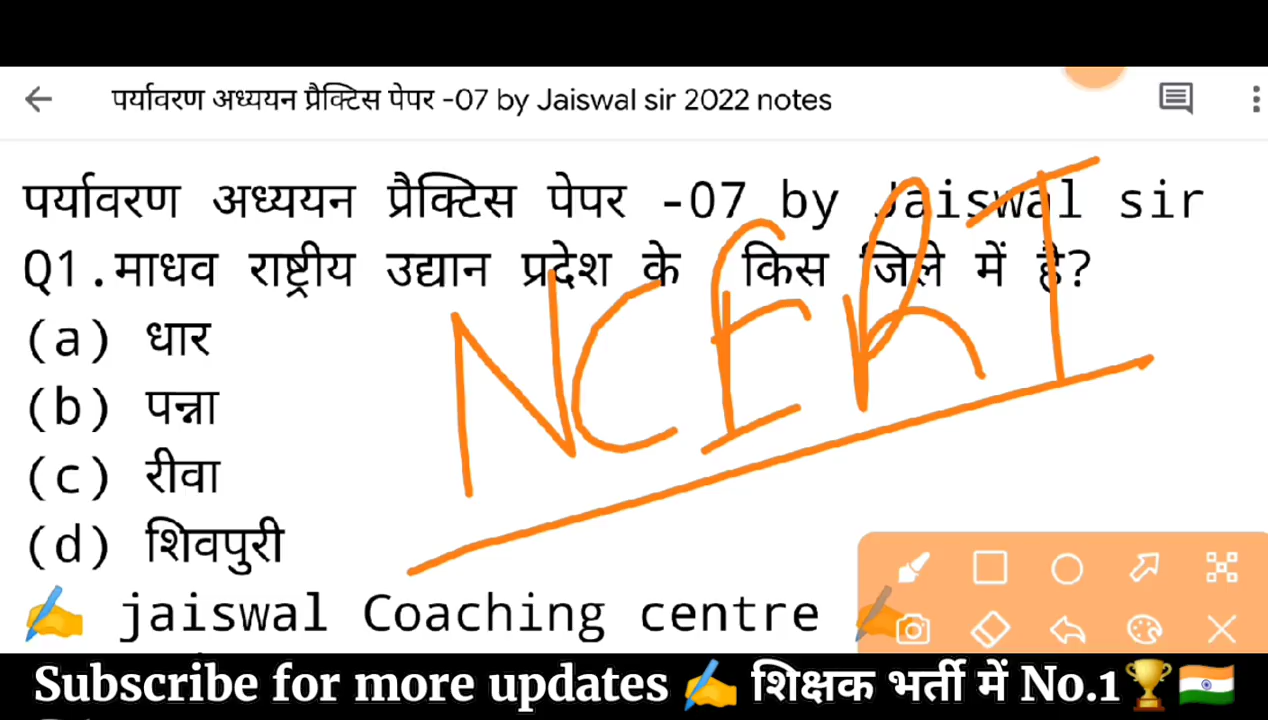 पर्यावरण अध्ययन प्रैक्टिस पेपर -07 by Jaiswal sir 2022 notes
पर्यावरण अध्ययन प्रैक्टिस पेपर -07 by Jaiswal sir
Q1.माधव राष्ट्रीय उद्यान प्रदेश के किस जिले में है?
NCERT
(a) धार
(b) पन्ना
(c) रीवा
(d) शिवपुरी
✍ jaiswal Coaching centre ✍
Subscribe for more updates ✍ शिक्षक भर्ती में No.1🏆🇮🇳